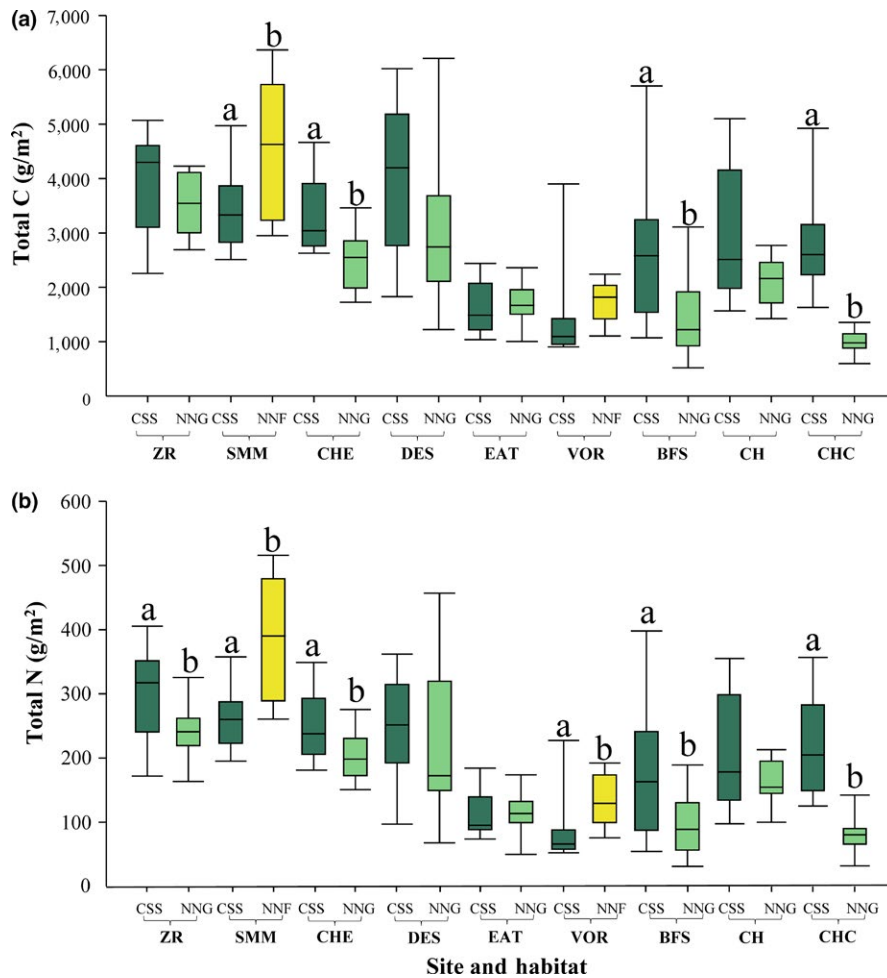 (a)
Total C (g/m²)
7,000
6,000
5,000
4,000
3,000
2,000
1,000
0
a b a b a b a b
CSS NNG CSS NNF CSS NNG CSS NNG CSS NNG CSS NNF CSS NNG CSS NNG CSS NNG
ZR SMM CHE DES EAT VOR BFS CH CHC
(b)
Total N (g/m²)
600
500
400
300
200
100
0
a b a b a b a b a b a b
CSS NNG CSS NNF CSS NNG CSS NNG CSS NNG CSS NNF CSS NNG CSS NNG CSS NNG
ZR SMM CHE DES EAT VOR BFS CH CHC
Site and habitat